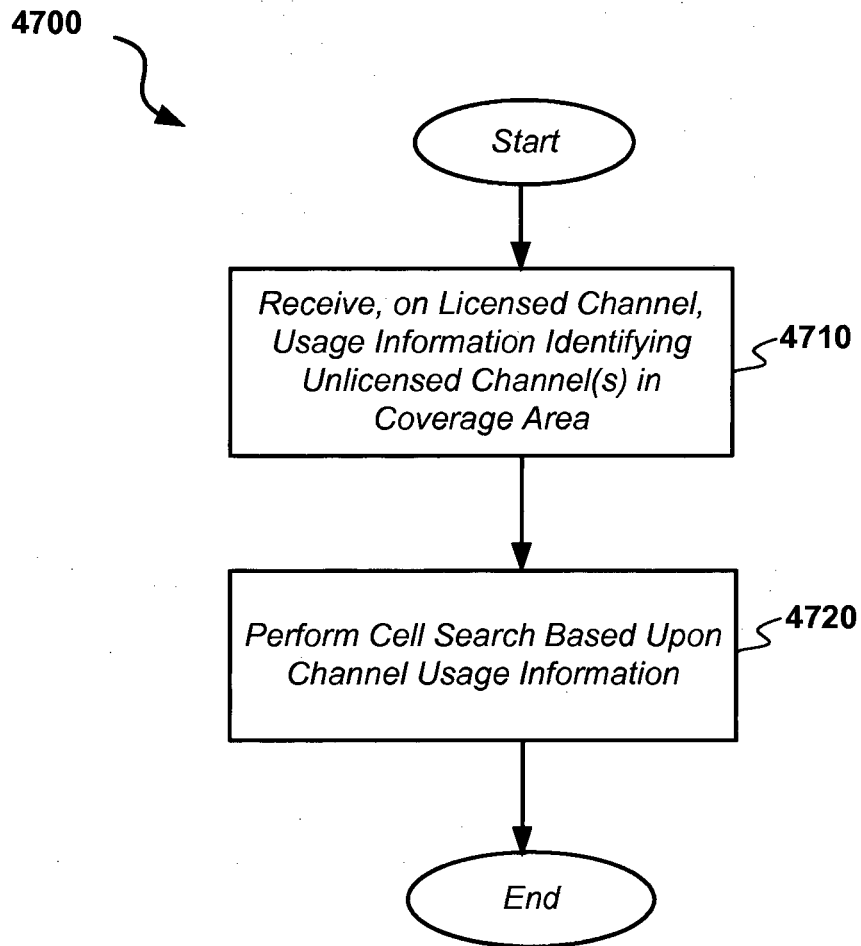 4700
Start
Receive, on Licensed Channel,
Usage Information Identifying
Unlicensed Channel(s) in
Coverage Area
4710
Perform Cell Search Based Upon
Channel Usage Information
4720
End